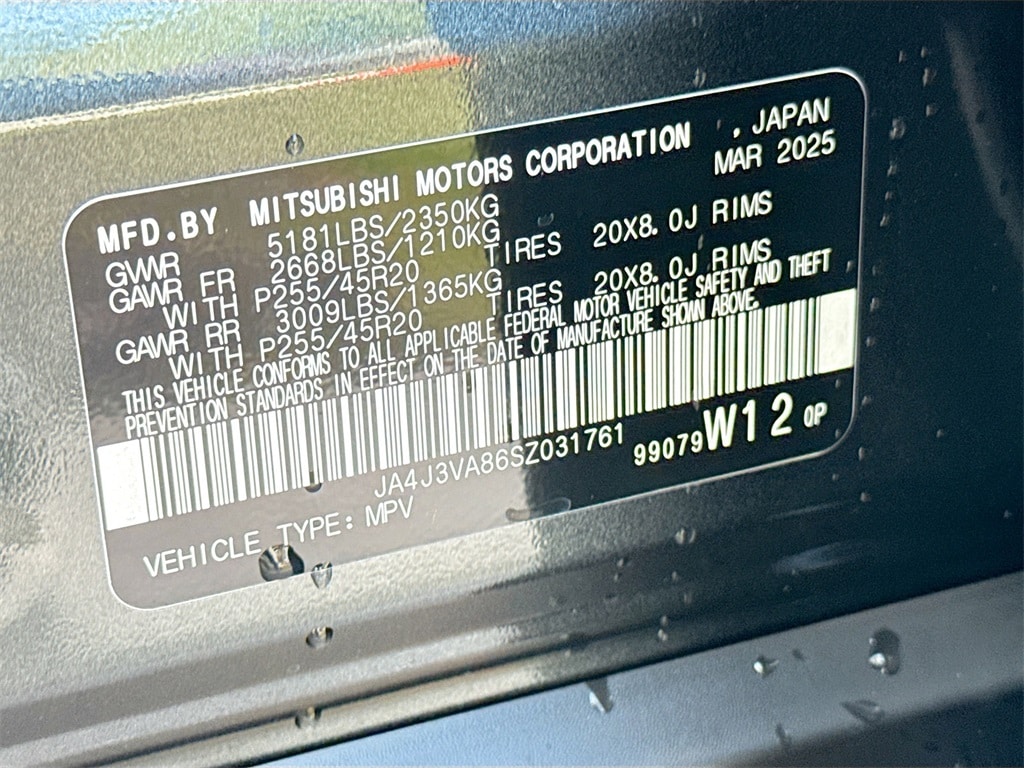 MFD.BY MITSUBISHI MOTORS CORPORATION , JAPAN
MAR 2025
GVWR 5181LBS/2350KG
GAWR FR 2668LBS/1210KG
WITH P255/45R20 TIRES 20X8.0J RIMS
GAWR RR 3009LBS/1365KG
WITH P255/45R20 TIRES 20X8.0J RIMS
THIS VEHICLE CONFORMS TO ALL APPLICABLE FEDERAL MOTOR VEHICLE SAFETY AND THEFT
PREVENTION STANDARDS IN EFFECT ON THE DATE OF MANUFACTURE SHOWN ABOVE.
JA4J3VA86SZ031761 99079W12 OP
VEHICLE TYPE: MPV